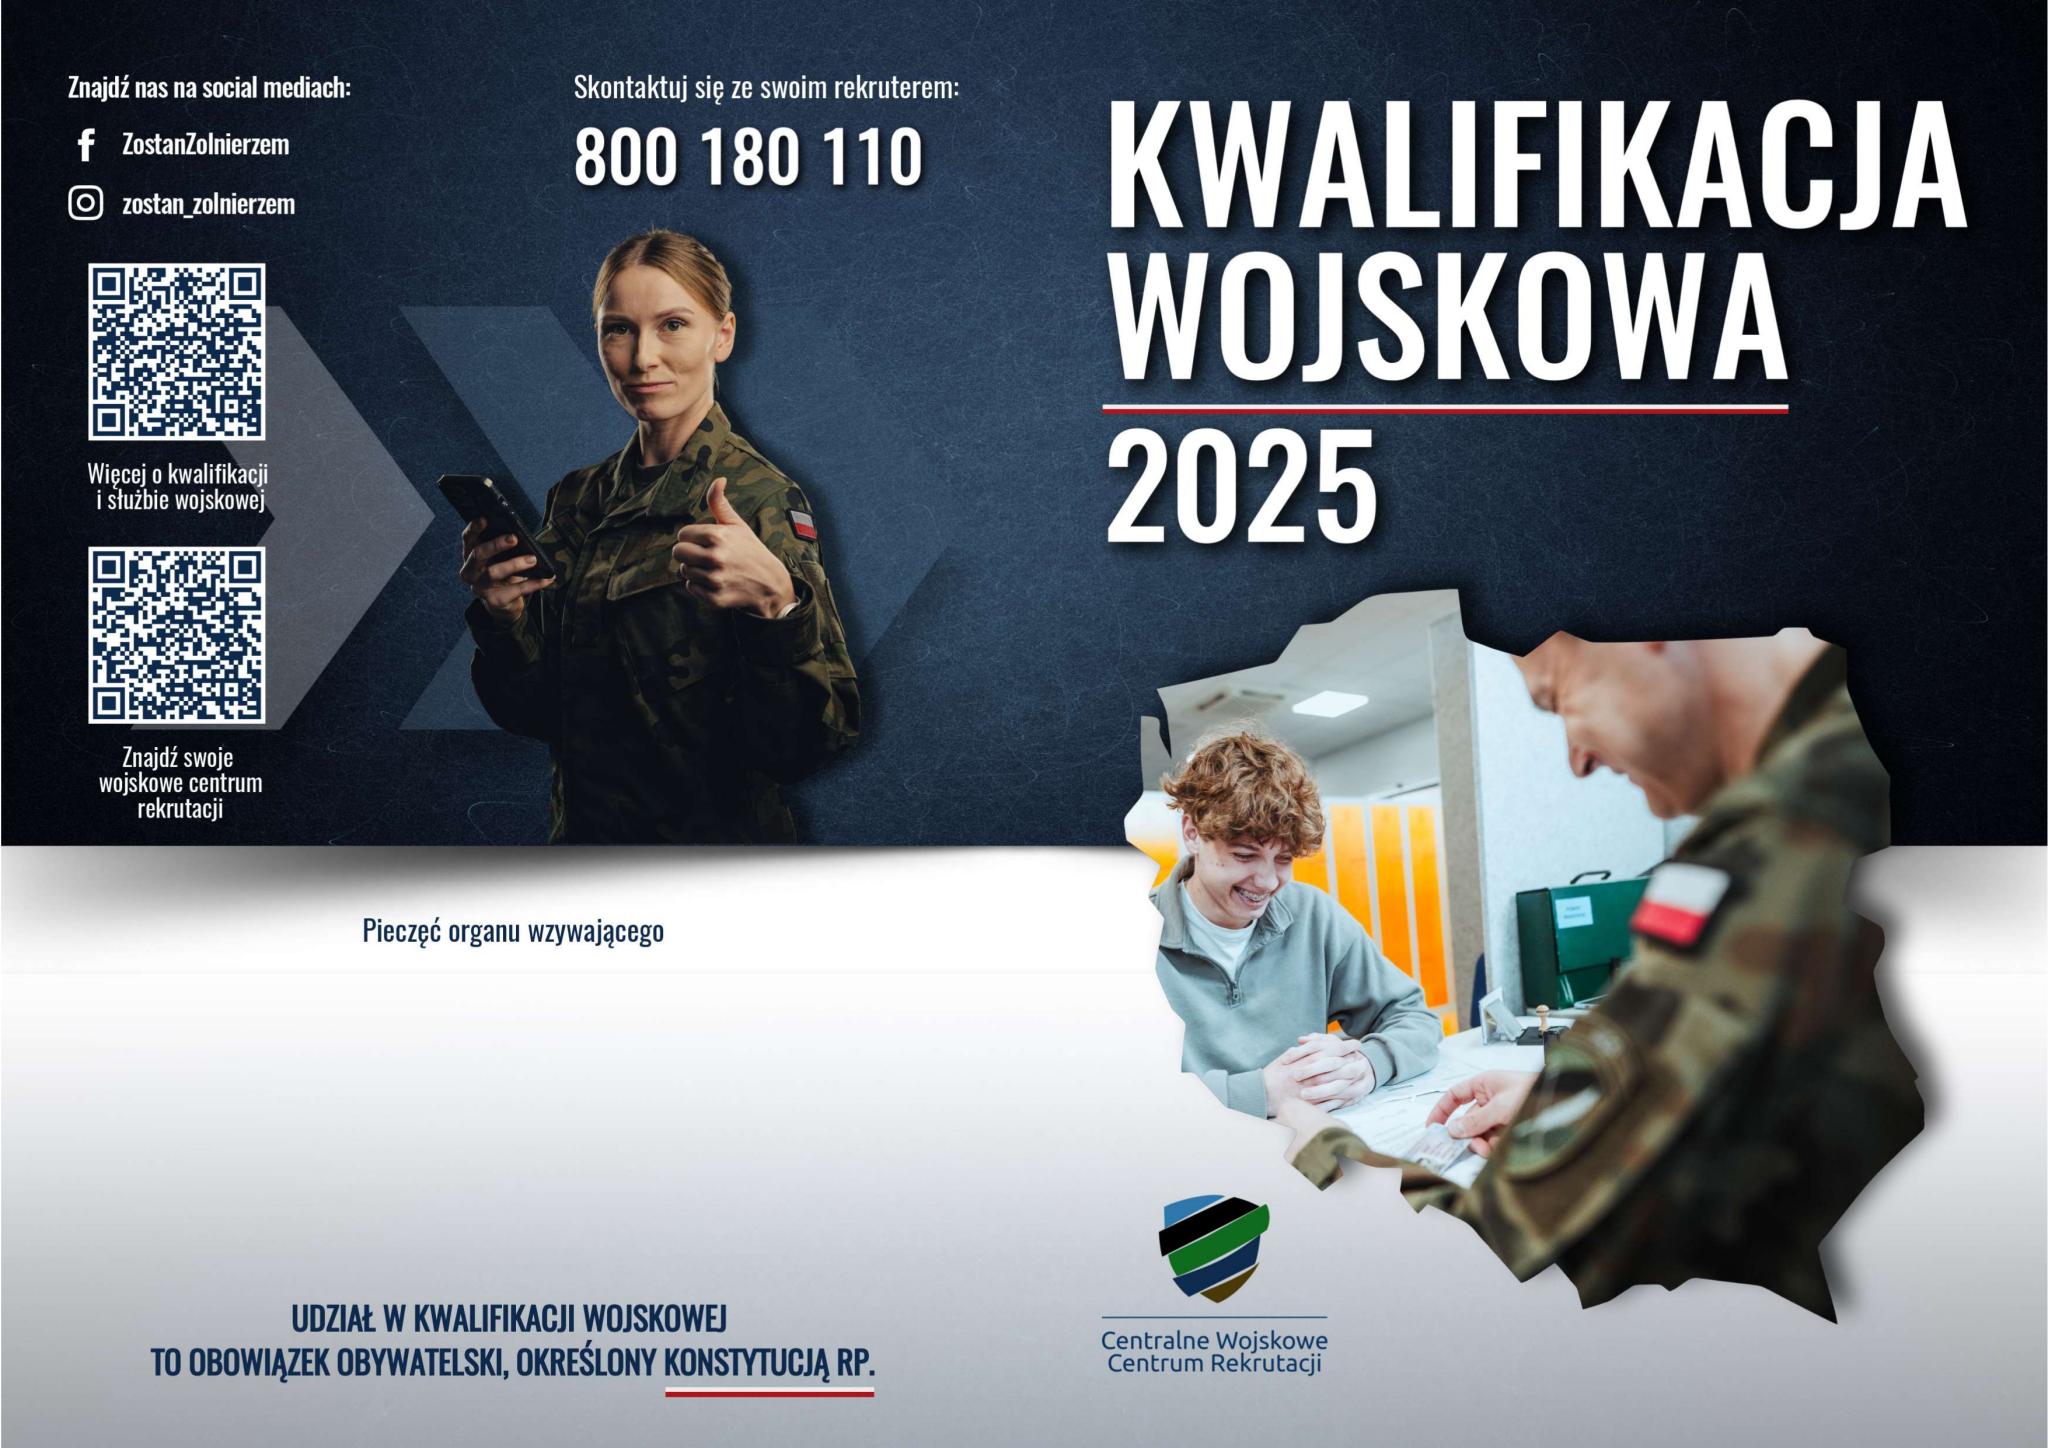 Znajdź nas na social mediach:
ZostanZolnierzem
zostan_zolnierzem
Więcej o kwalifikacji
i służbie wojskowej
Znajdź swoje
wojskowe centrum
rekrutacji
Skontaktuj się ze swoim rekruterem:
800 180 110
Pieczęć organu wzywającego
UDZIAŁ W KWALIFIKACJI WOJSKOWEJ
TO OBOWIĄZEK OBYWATELSKI, OKREŚLONY KONSTYTUCJĄ RP.
KWALIFIKACJA
WOJSKOWA
2025
Centralne Wojskowe
Centrum Rekrutacji